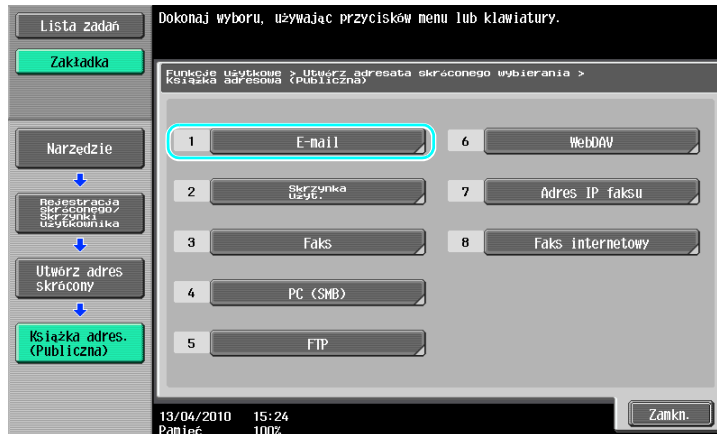 Lista zadań
Zakładka
Dokonaj wyboru, używając przycisków menu lub klawiatury.
Funkcje użytkowe > Utwórz adresata skróconego wybierania >
Książka adresowa (Publiczna)
Narzędzie
Rejestracja
Skróconego/
Skrzynki
Użytkownika
Utwórz adres
skrócony
Książka adres.
(Publiczna)
1 E-mail
2 Skrzynka
Użyt.
3 Faks
4 PC (SMB)
5 FTP
6 WebDAV
7 Adres IP faksu
8 Faks internetowy
13/04/2010 15:24
Pamięć 100%
Zamkn.